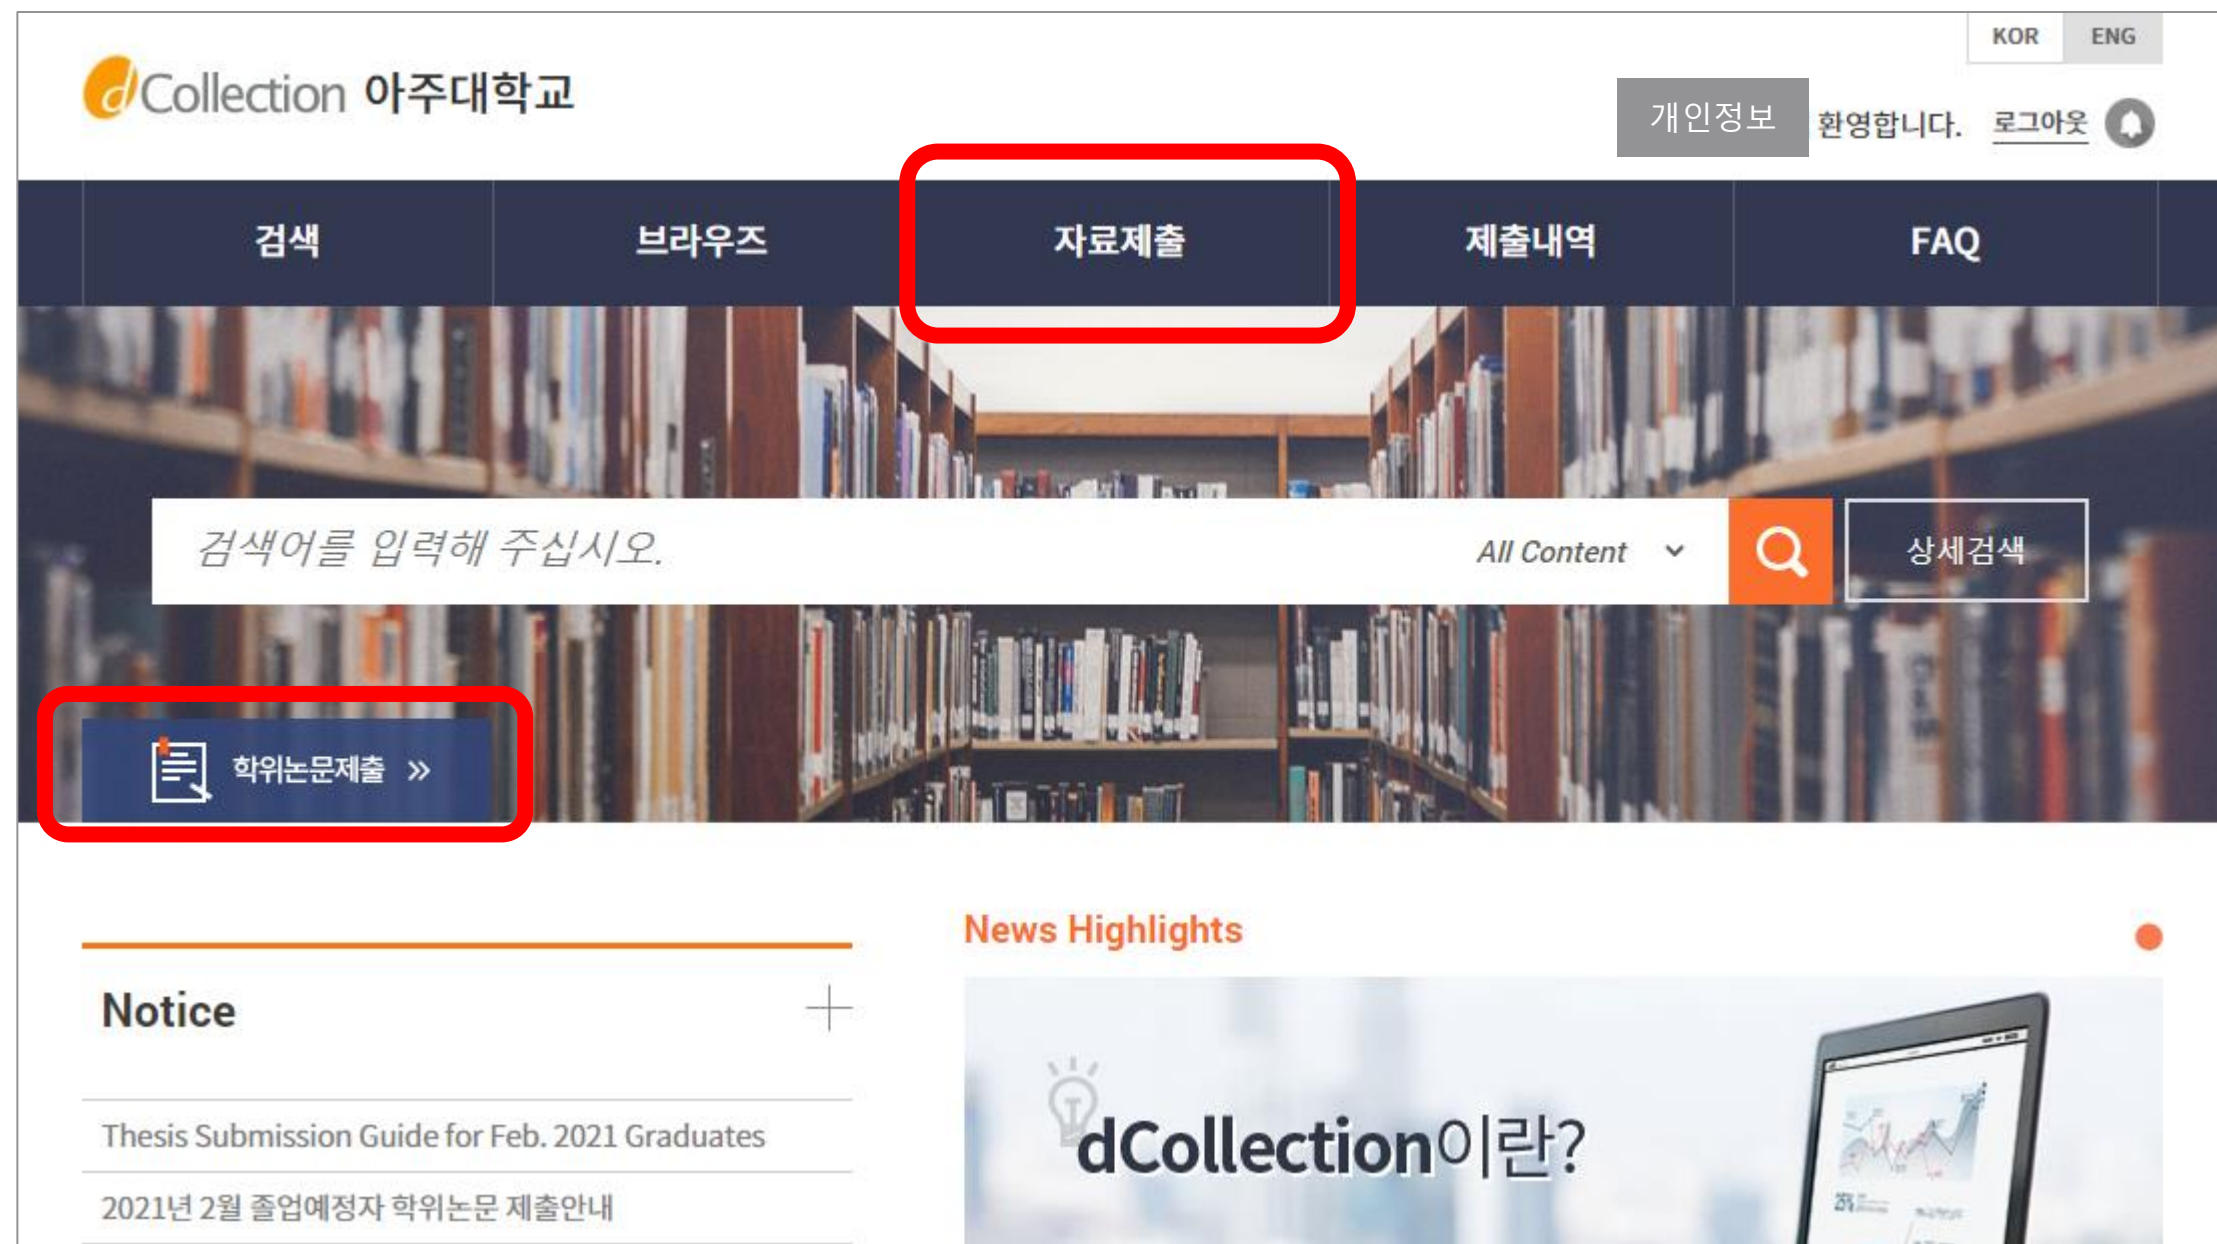 KOR ENG
dCollection 아주대학교
개인정보 환영합니다. 로그아웃
검색 브라우즈 자료제출 제출내역 FAQ
검색어를 입력해 주십시오. All Content 상세검색
학위논문제출 »
News Highlights
Notice
Thesis Submission Guide for Feb. 2021 Graduates
dCollection이란?
2021년 2월 졸업예정자 학위논문 제출안내
25%